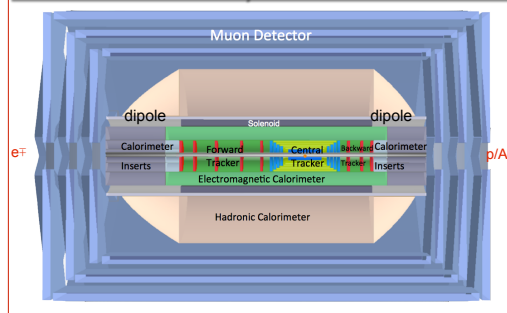 Muon Detector
dipole
dipole
Solenoid
Calorimeter
Forward
Central
Backward
Calorimeter
e∓
p/A
Inserts
Tracker
Tracker
Tracker
Inserts
Electromagnetic Calorimeter
Hadronic Calorimeter